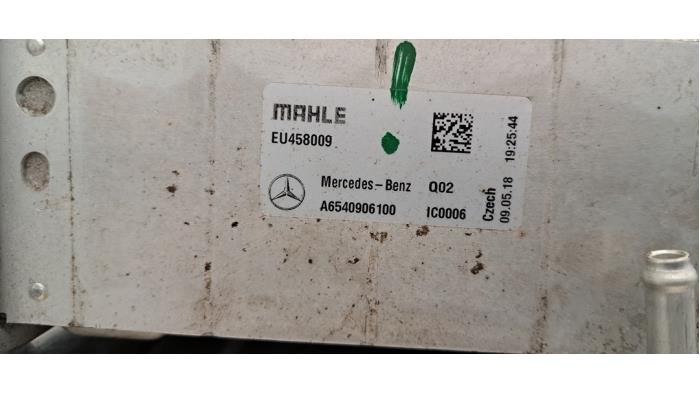 MAHLE
EU458009
Mercedes-Benz Q02
A6540906100 IC0006
Czech
09.05.18 19:25:44